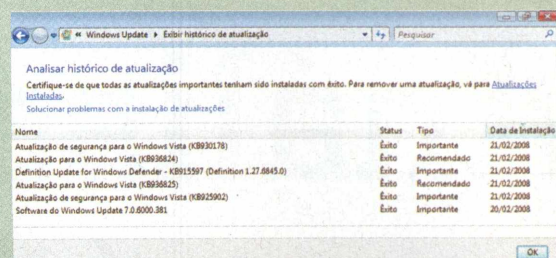 « Windows Update ▸ Exibir histórico de atualização
Pesquisar
Analisar histórico de atualização
Certifique-se de que todas as atualizações importantes tenham sido instaladas com êxito. Para remover uma atualização, vá para Atualizações
Instaladas.
Solucionar problemas com a instalação de atualizações
Nome Status Tipo Data de Instalação
Atualização de segurança para o Windows Vista (KB930178) Êxito Importante 21/02/2008
Atualização para o Windows Vista (KB936824) Êxito Recomendado 21/02/2008
Definition Update for Windows Defender - KB915597 (Definition 1.27.6645.0) Êxito Importante 21/02/2008
Atualização para o Windows Vista (KB936825) Êxito Recomendado 21/02/2008
Atualização de segurança para o Windows Vista (KB925902) Êxito Importante 21/02/2008
Software do Windows Update 7.0.6000.381 Êxito Importante 20/02/2008
OK